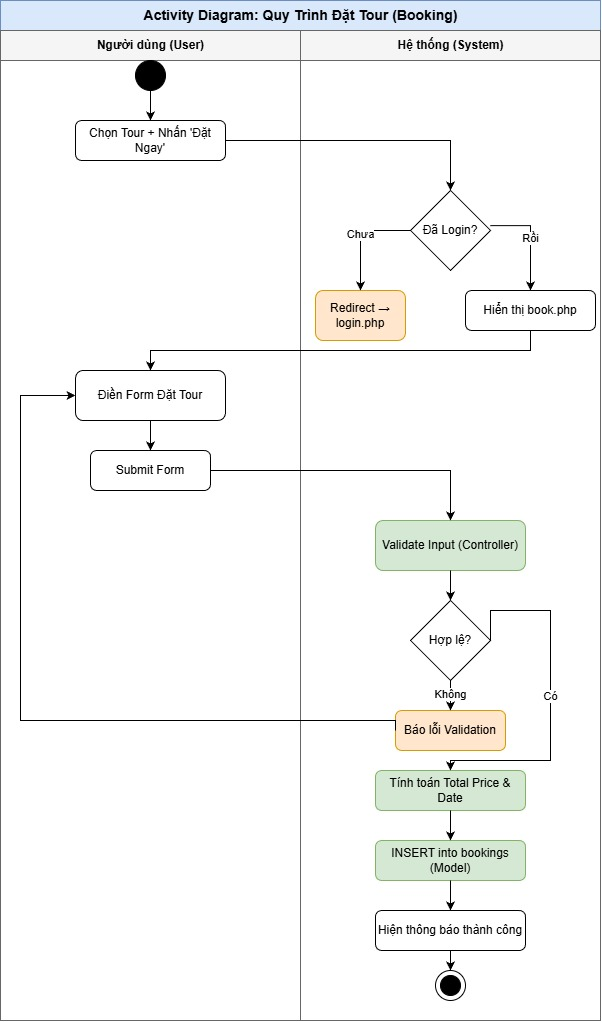 Activity Diagram: Quy Trình Đặt Tour (Booking)
Người dùng (User)
Hệ thống (System)
Chọn Tour + Nhấn 'Đặt
Ngay'
Đã Login?
Chưa
Rồi
Redirect →
login.php
Hiển thị book.php
Điền Form Đặt Tour
Submit Form
Validate Input (Controller)
Hợp lệ?
Không
Có
Báo lỗi Validation
Tính toán Total Price &
Date
INSERT into bookings
(Model)
Hiện thông báo thành công